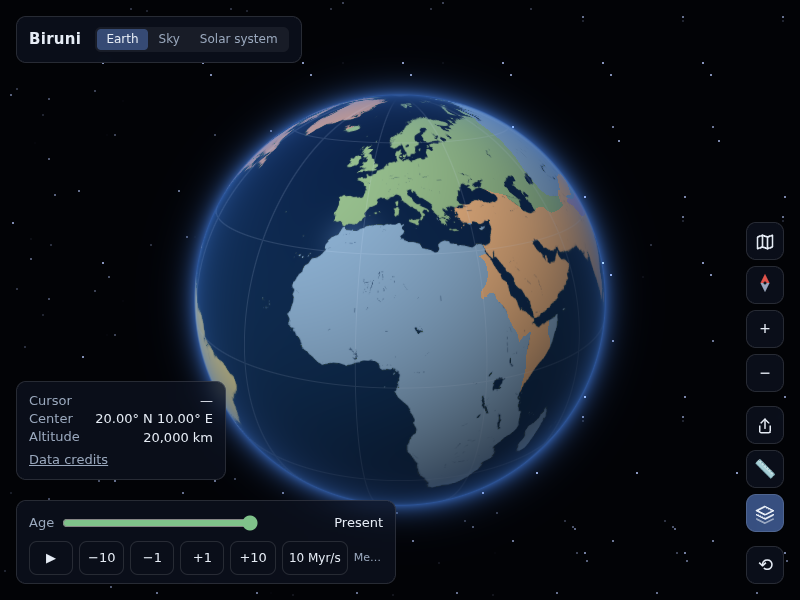 Biruni Earth Sky Solar system
Cursor —
Center 20.00° N 10.00° E
Altitude 20,000 km
Data credits
Age Present
▶ −10 −1 +1 +10 10 Myr/s Me...
+
−